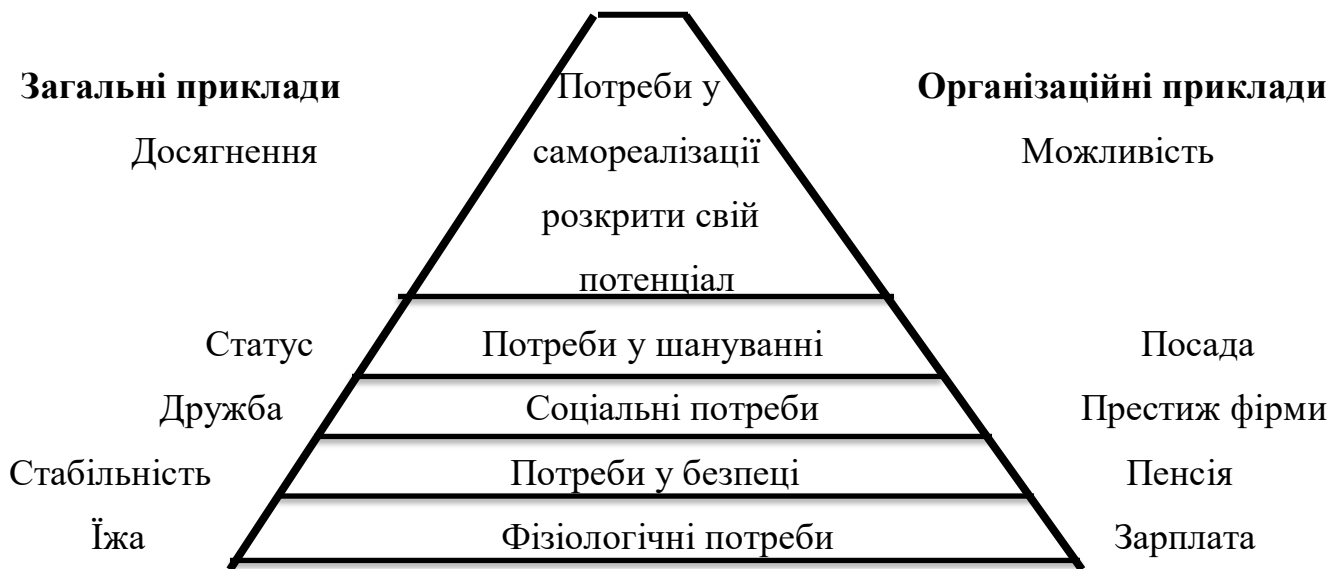 Загальні приклади Потреби у Організаційні приклади
Досягнення самореалізації Можливість
розкрити свій
потенціал
Статус Потреби у шануванні Посада
Дружба Соціальні потреби Престиж фірми
Стабільність Потреби у безпеці Пенсія
Їжа Фізіологічні потреби Зарплата